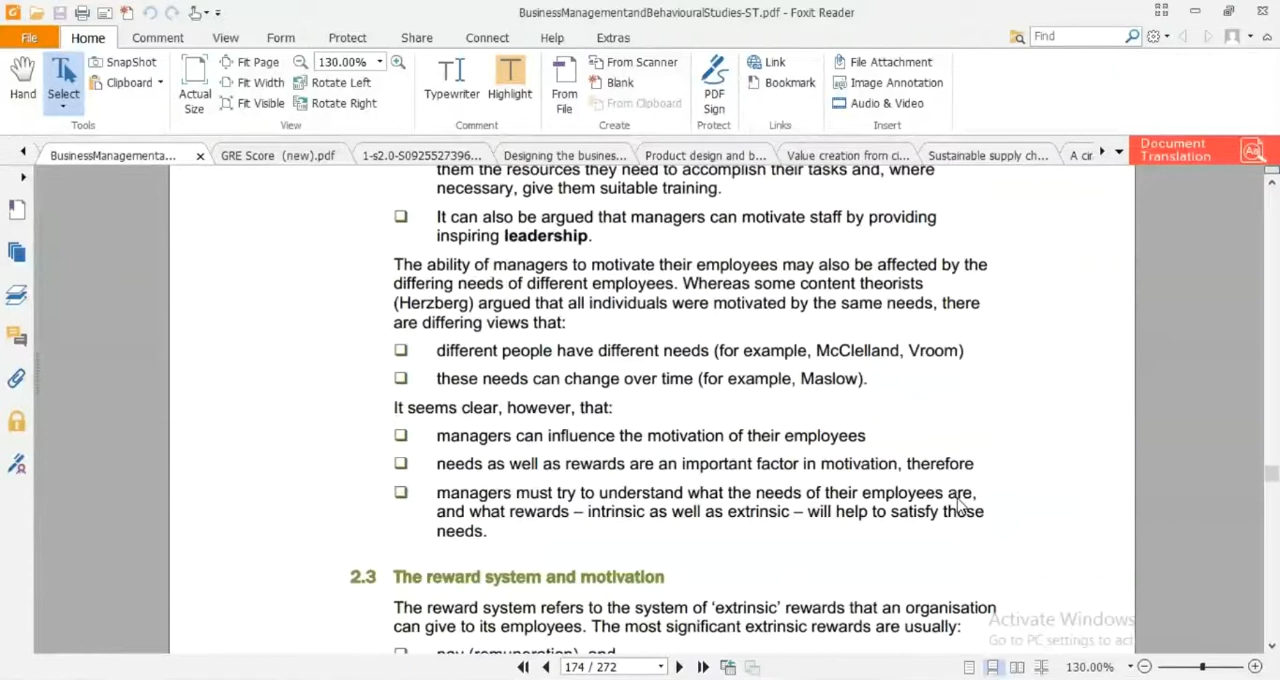 BusinessManagementandBehaviouralStudies-ST.pdf - Foxit Reader
File Home Comment View Form Protect Share Connect Help Extras Find
Hand
Select
SnapShot
Clipboard
Tools
Actual
Size
Fit Page
Fit Width
Fit Visible
130.00%
Rotate Left
Rotate Right
View
Typewriter
Highlight
Comment
From
File
From Scanner
Blank
From Clipboard
Create
PDF
Sign
Protect
Link
Bookmark
Links
File Attachment
Image Annotation
Audio & Video
Insert
BusinessManagementa... GRE Score (new).pdf 1-s2.0-S0925527396... Designing the busines... Product design and b... Value creation from ci... Sustainable supply ch... A cir
Document
Translation
them the resources they need to accomplish their tasks and, where
necessary, give them suitable training.
It can also be argued that managers can motivate staff by providing
inspiring leadership.
The ability of managers to motivate their employees may also be affected by the
differing needs of different employees. Whereas some content theorists
(Herzberg) argued that all individuals were motivated by the same needs, there
are differing views that:
different people have different needs (for example, McClelland, Vroom)
these needs can change over time (for example, Maslow).
It seems clear, however, that:
managers can influence the motivation of their employees
needs as well as rewards are an important factor in motivation, therefore
managers must try to understand what the needs of their employees are,
and what rewards – intrinsic as well as extrinsic – will help to satisfy those
needs.
2.3 The reward system and motivation
The reward system refers to the system of ‘extrinsic’ rewards that an organisation
can give to its employees. The most significant extrinsic rewards are usually:
pay (remuneration), and
Activate Windows
Go to PC settings to act
174 / 272
130.00%